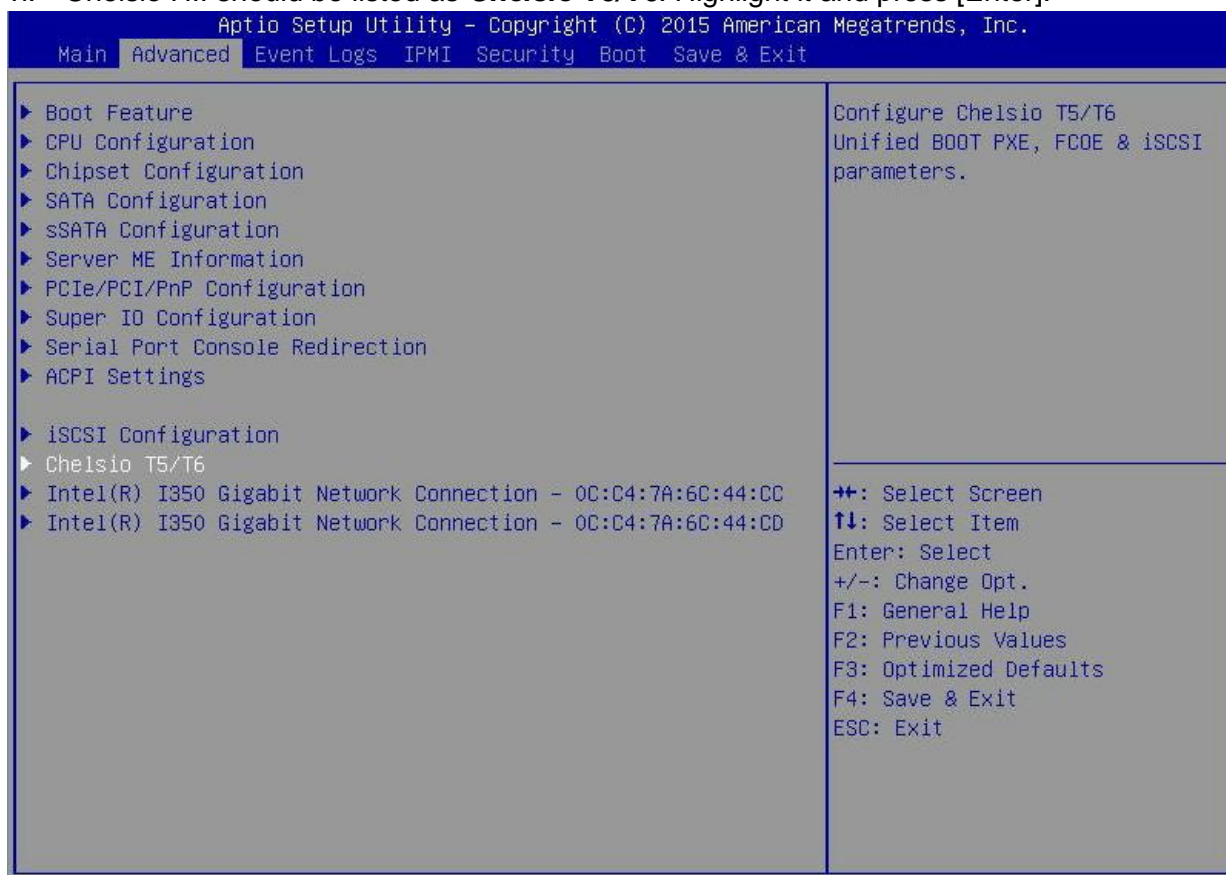 Aptio Setup Utility – Copyright (C) 2015 American Megatrends, Inc.
Main Advanced Event Logs IPMI Security Boot Save & Exit
▶ Boot Feature
▶ CPU Configuration
▶ Chipset Configuration
▶ SATA Configuration
▶ sSATA Configuration
▶ Server ME Information
▶ PCIe/PCI/PnP Configuration
▶ Super IO Configuration
▶ Serial Port Console Redirection
▶ ACPI Settings
▶ iSCSI Configuration
▶ Chelsio T5/T6
▶ Intel(R) I350 Gigabit Network Connection – 0C:C4:7A:6C:44:CC
▶ Intel(R) I350 Gigabit Network Connection – 0C:C4:7A:6C:44:CD
Configure Chelsio T5/T6
Unified BOOT PXE, FCOE & iSCSI
parameters.
→←: Select Screen
↑↓: Select Item
Enter: Select
+/-: Change Opt.
F1: General Help
F2: Previous Values
F3: Optimized Defaults
F4: Save & Exit
ESC: Exit